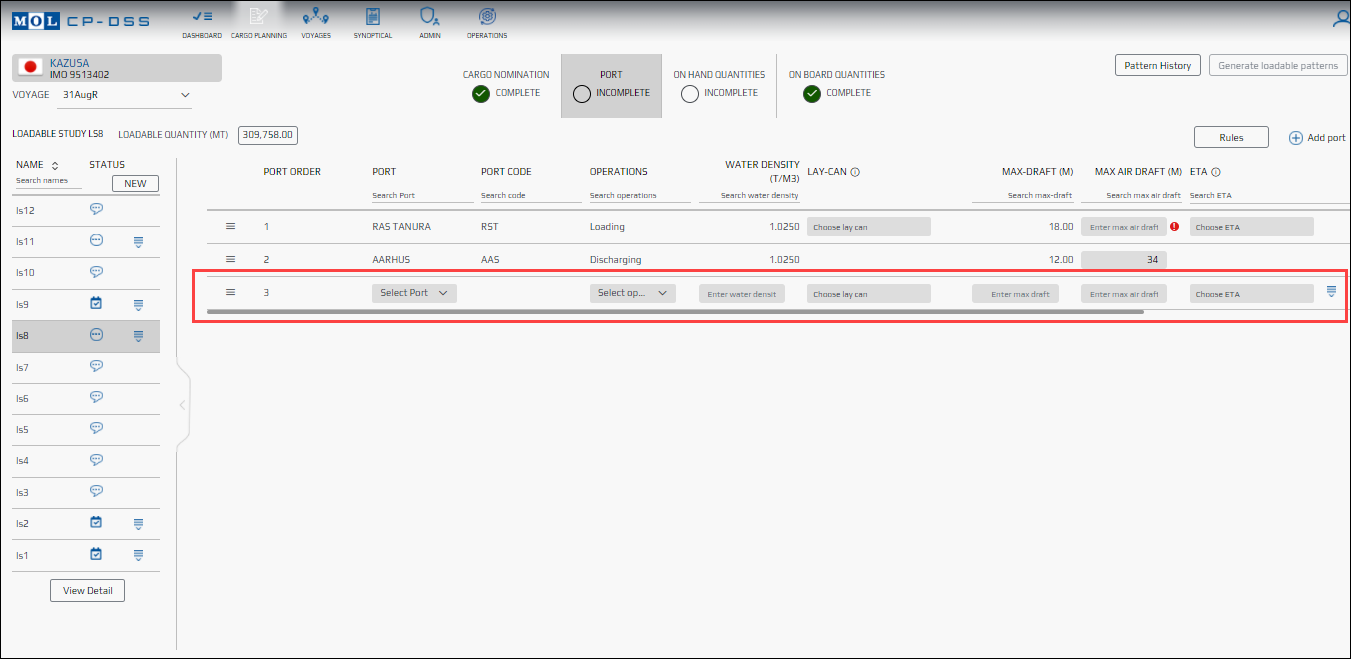 MOL CP-DSS
DASHBOARD CARGO PLANNING VOYAGES SYNOPTICAL ADMIN OPERATIONS
KAZUSA
IMO 9513402
VOYAGE 31AugR
CARGO NOMINATION
COMPLETE
PORT
INCOMPLETE
ON HAND QUANTITIES
INCOMPLETE
ON BOARD QUANTITIES
COMPLETE
Pattern History Generate loadable patterns
LOADABLE STUDY LS8 LOADABLE QUANTITY (MT) 309,758.00
Rules Add port
NAME STATUS
Search names NEW
ls12
ls11
ls10
ls9
ls8
ls7
ls6
ls5
ls4
ls3
ls2
ls1
View Detail
PORT ORDER PORT PORT CODE OPERATIONS WATER DENSITY (T/M3) LAY-CAN MAX-DRAFT (M) MAX AIR DRAFT (M) ETA
Search Port Search code Search operations Search water density Search max-draft Search max air draft Search ETA
1 RAS TANURA RST Loading 1.0250 Choose lay can 18.00 Enter max air draft Choose ETA
2 AARHUS AAS Discharging 1.0250 12.00 34
3 Select Port Select op... Enter water densit Choose lay can Enter max draft Enter max air draft Choose ETA